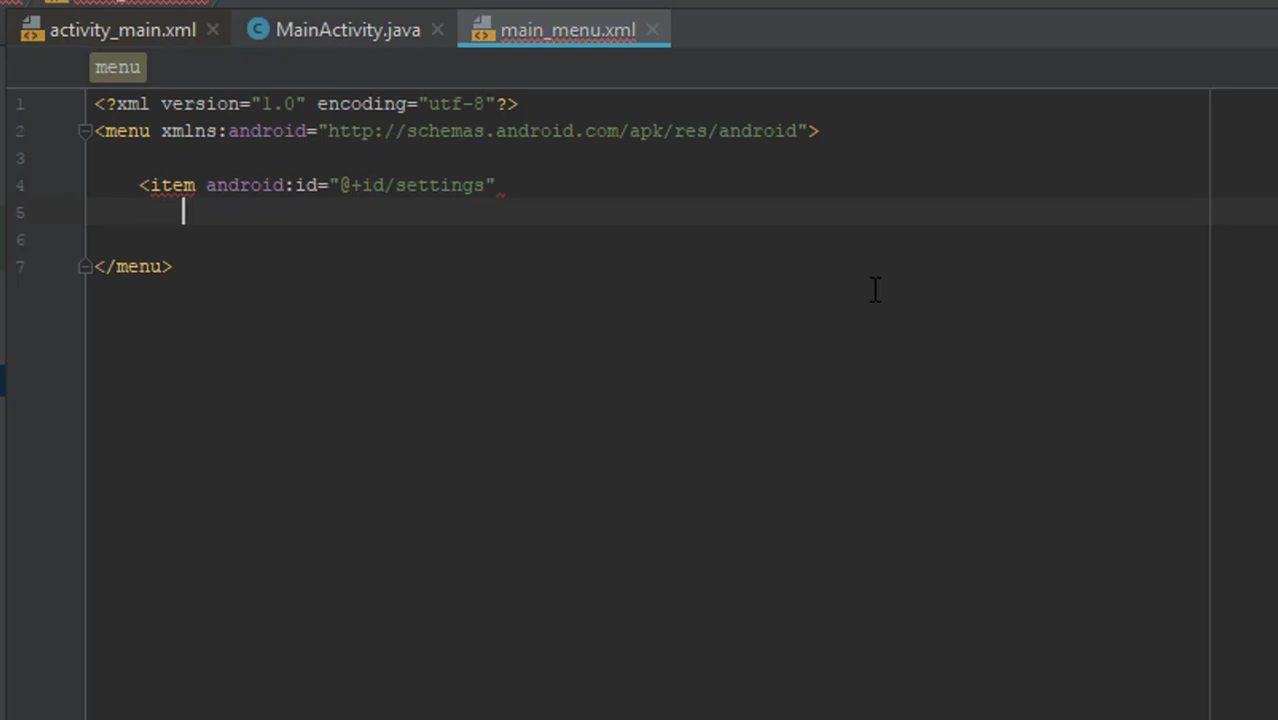 activity_main.xml MainActivity.java main_menu.xml
menu
1 <?xml version="1.0" encoding="utf-8"?>
2 <menu xmlns:android="http://schemas.android.com/apk/res/android">
3
4 <item android:id="@+id/settings"
5
6
7 </menu>